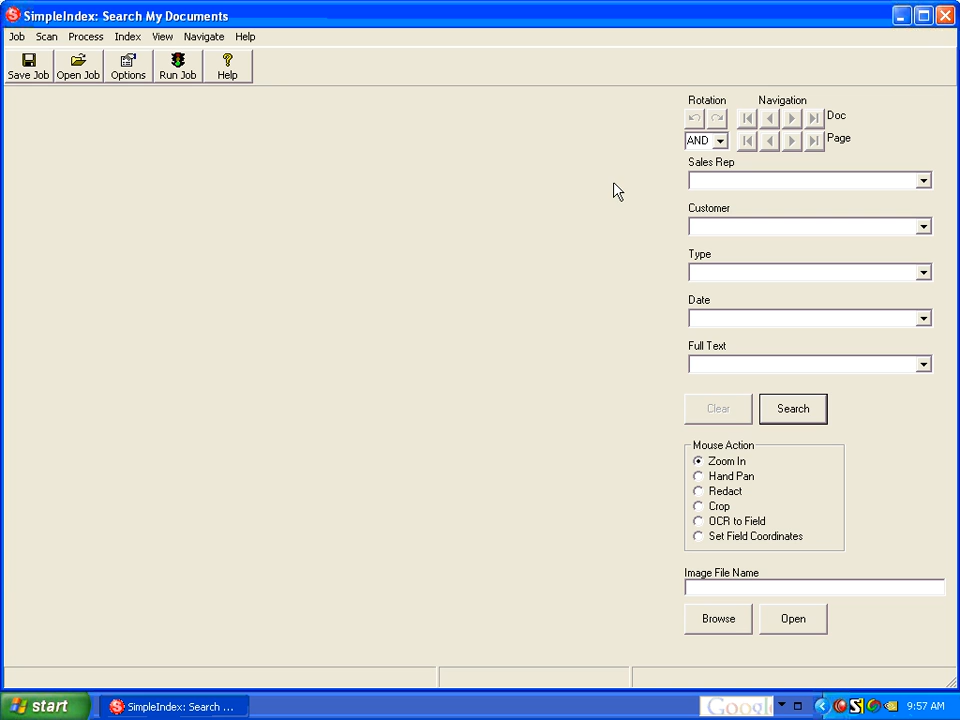 SimpleIndex: Search My Documents
Job Scan Process Index View Navigate Help
Save Job Open Job Options Run Job Help
Rotation Navigation
Doc
AND Page
Sales Rep
Customer
Type
Date
Full Text
Clear Search
Mouse Action
Zoom In
Hand Pan
Redact
Crop
OCR to Field
Set Field Coordinates
Image File Name
Browse Open
start SimpleIndex: Search ... Google 9:57 AM